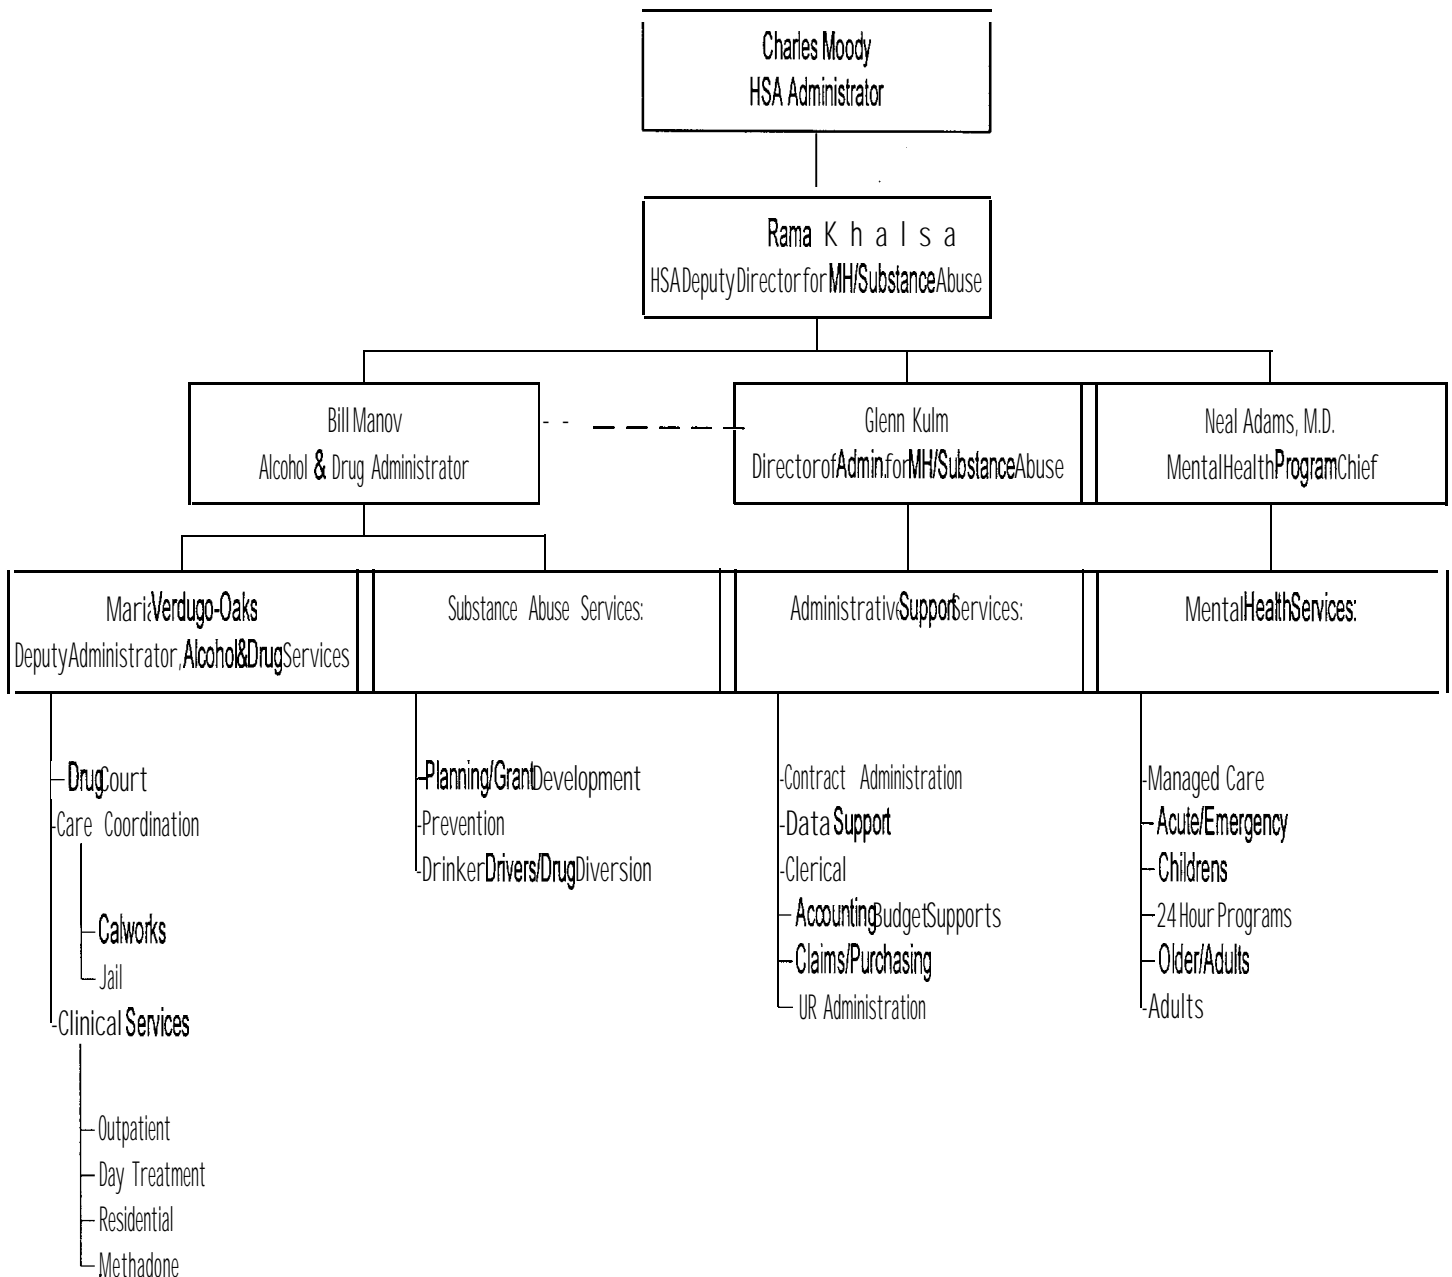 Charles Moody
HSA Administrator
Rama Khalsa
HSA Deputy Director for MH/Substance Abuse
Bill Manov
Alcohol & Drug Administrator
Glenn Kulm
Director of Admin. for MH/Substance Abuse
Neal Adams, M.D.
Mental Health Program Chief
Maria Verdugo-Oaks
Deputy Administrator, Alcohol & Drug Services
Substance Abuse Services:
Administrative Support Services:
Mental Health Services:
Drug Court
Care Coordination
Calworks
Jail
Clinical Services
Outpatient
Day Treatment
Residential
Methadone
Planning/Grant Development
Prevention
Drinker Drivers/Drug Diversion
Contract Administration
Data Support
Clerical
Accounting Budget Supports
Claims/Purchasing
UR Administration
Managed Care
Acute/Emergency
Childrens
24 Hour Programs
Older/Adults
Adults